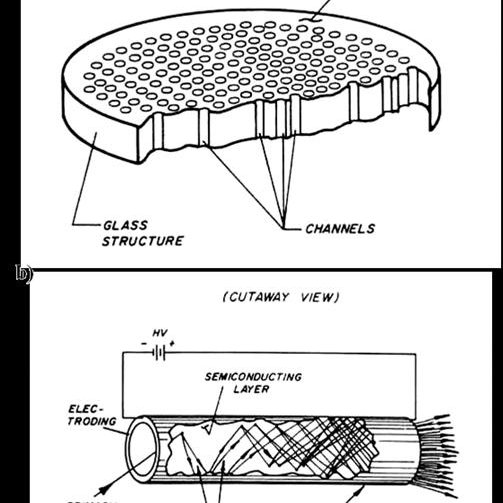 GLASS
STRUCTURE
CHANNELS
b)
(CUTAWAY VIEW)
HV
- +
SEMICONDUCTING
LAYER
ELEC-
TRODING